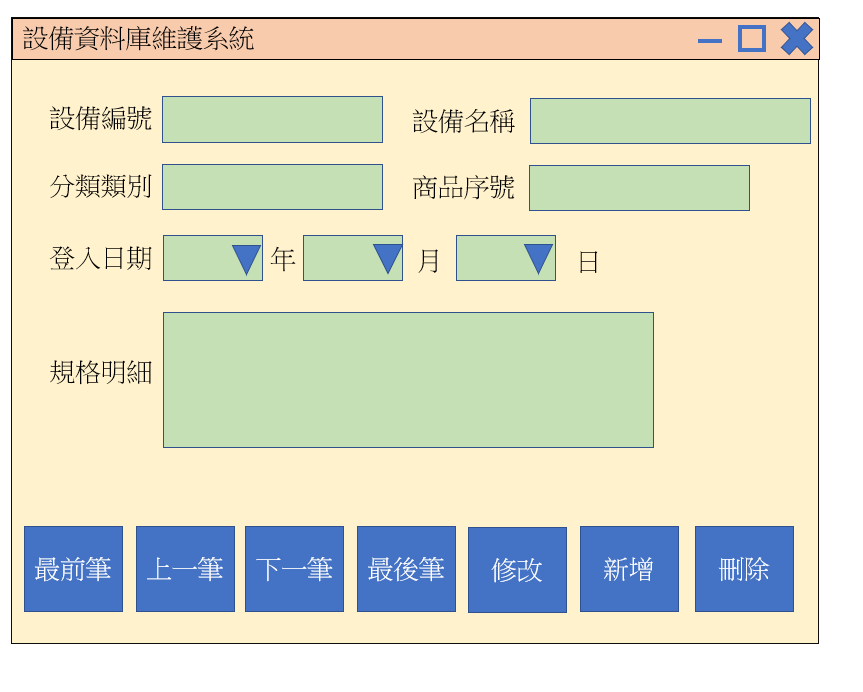 設備資料庫維護系統
設備編號 設備名稱
分類類別 商品序號
登入日期 年 月 日
規格明細
最前筆 上一筆 下一筆 最後筆 修改 新增 刪除